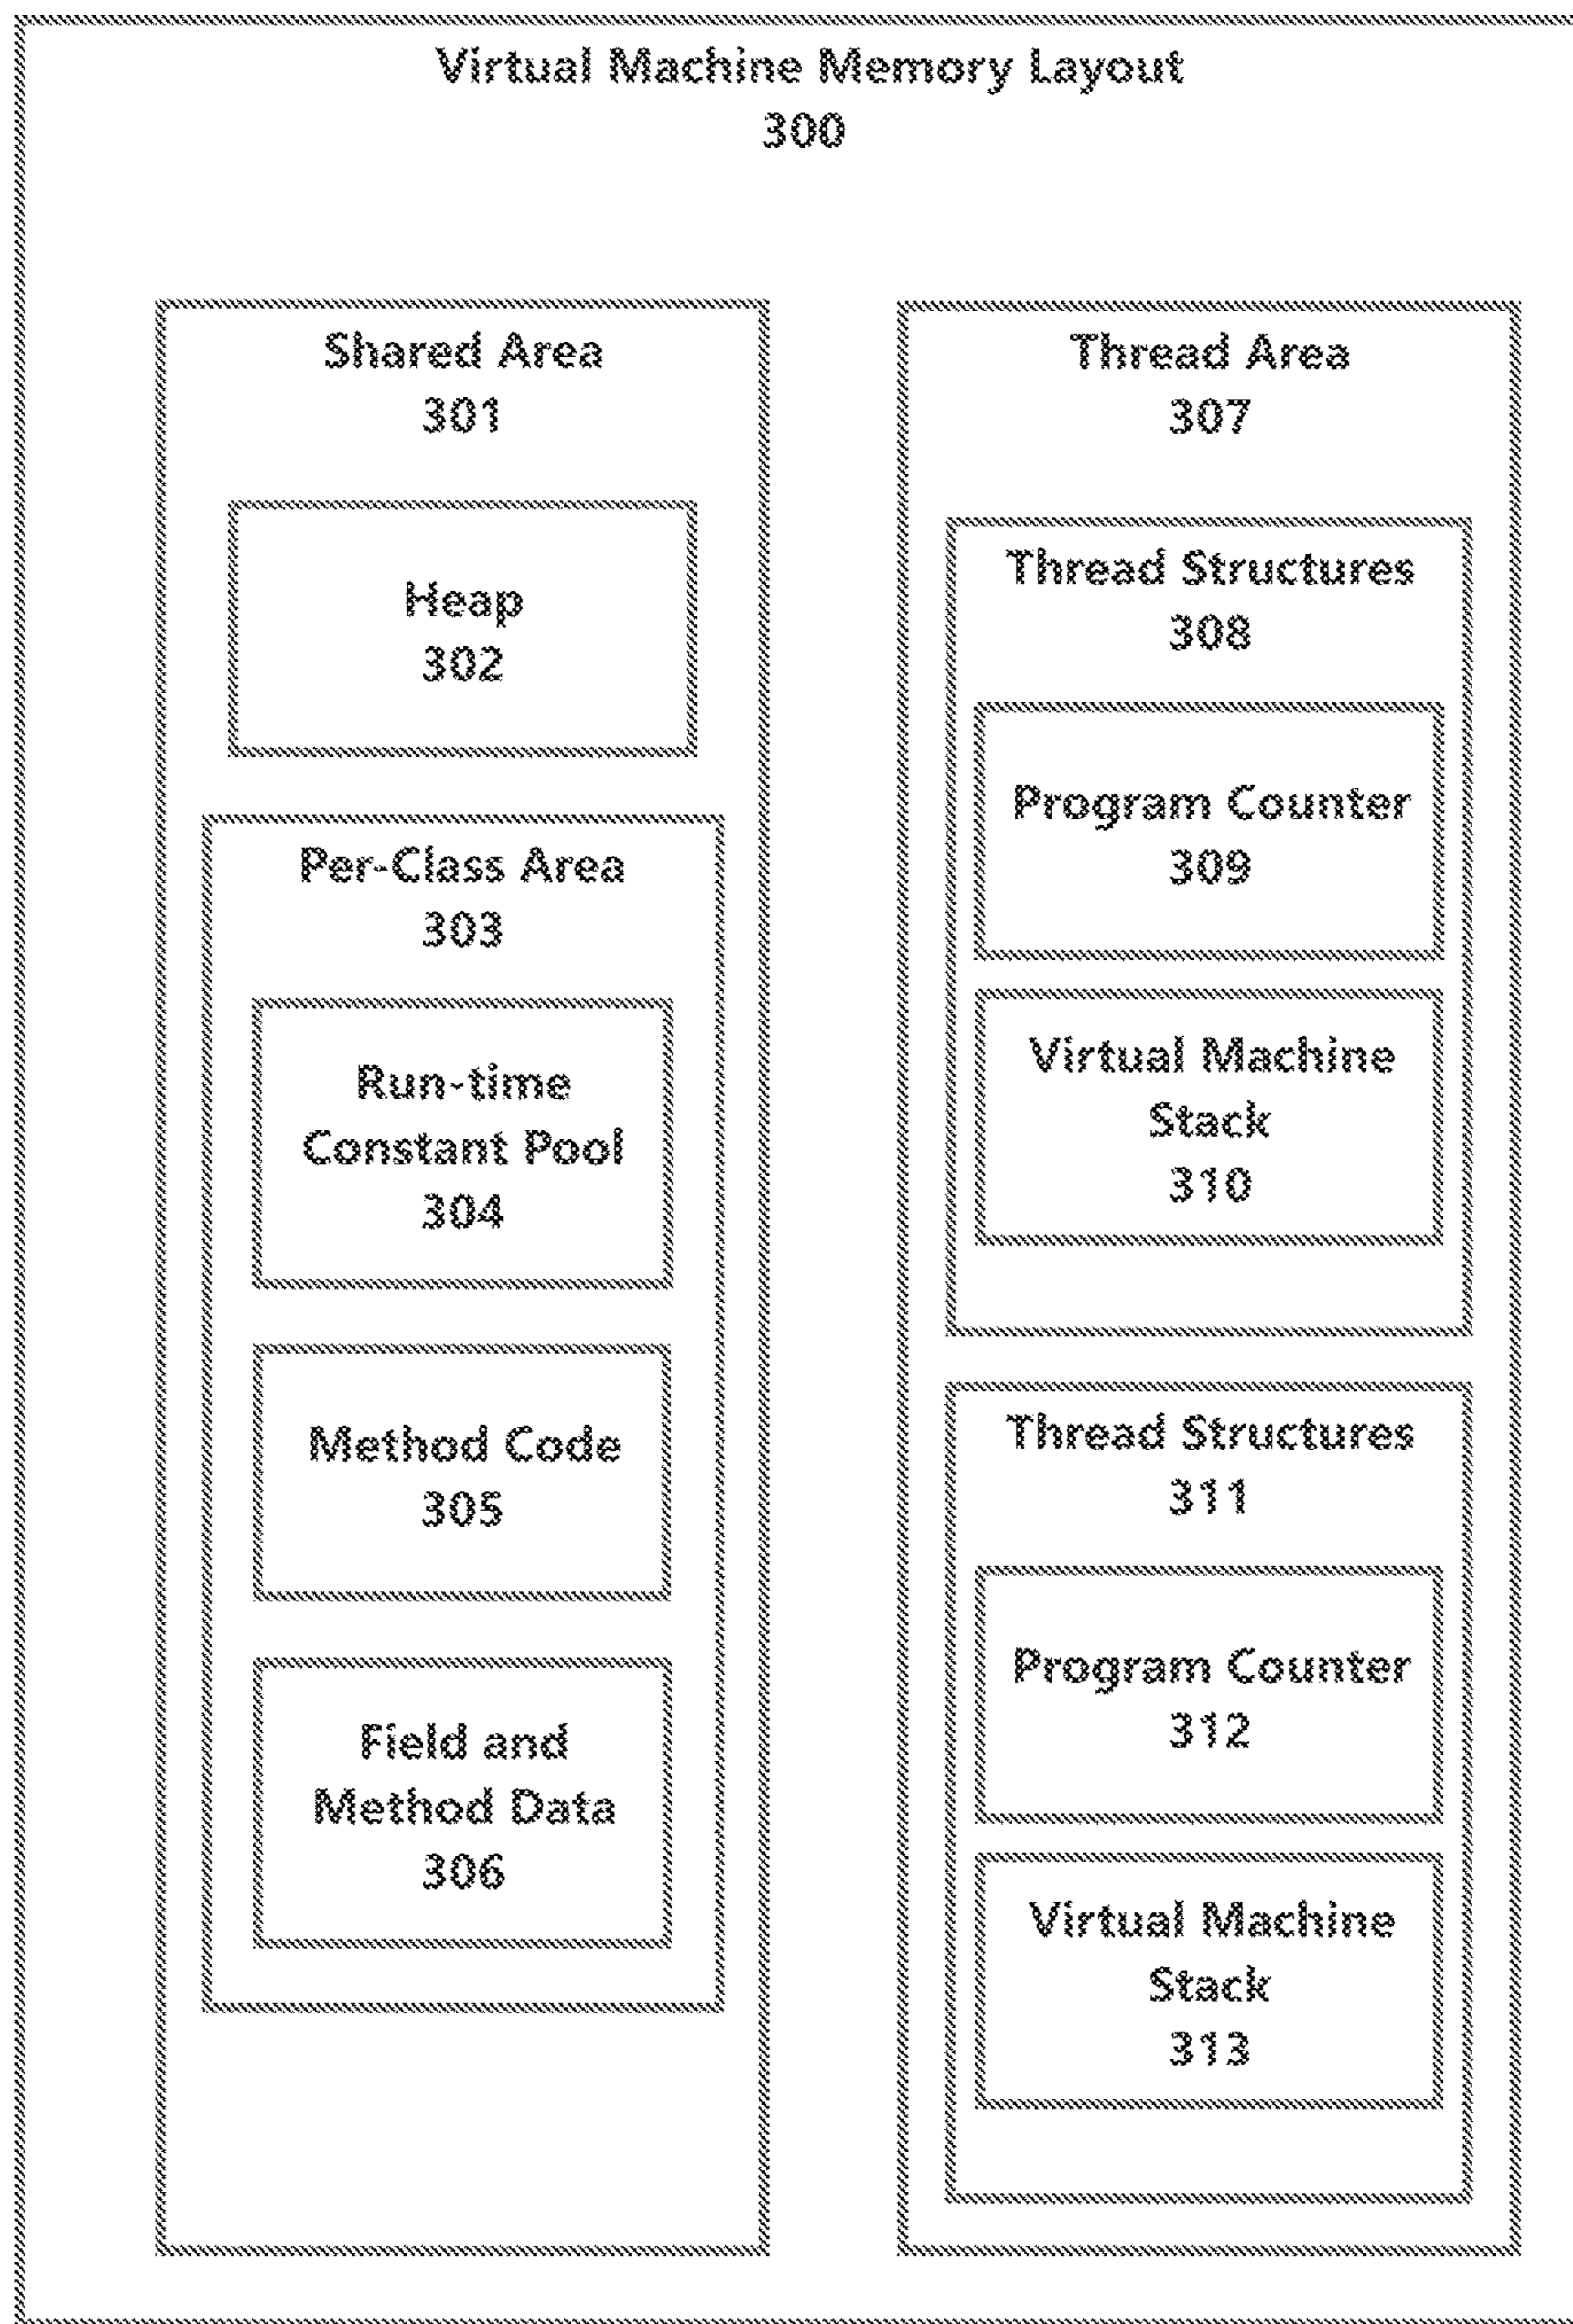 Virtual Machine Memory Layout
300
Shared Area
301
Heap
302
Per-Class Area
303
Run-time
Constant Pool
304
Method Code
305
Field and
Method Data
306
Thread Area
307
Thread Structures
308
Program Counter
309
Virtual Machine
Stack
310
Thread Structures
311
Program Counter
312
Virtual Machine
Stack
313